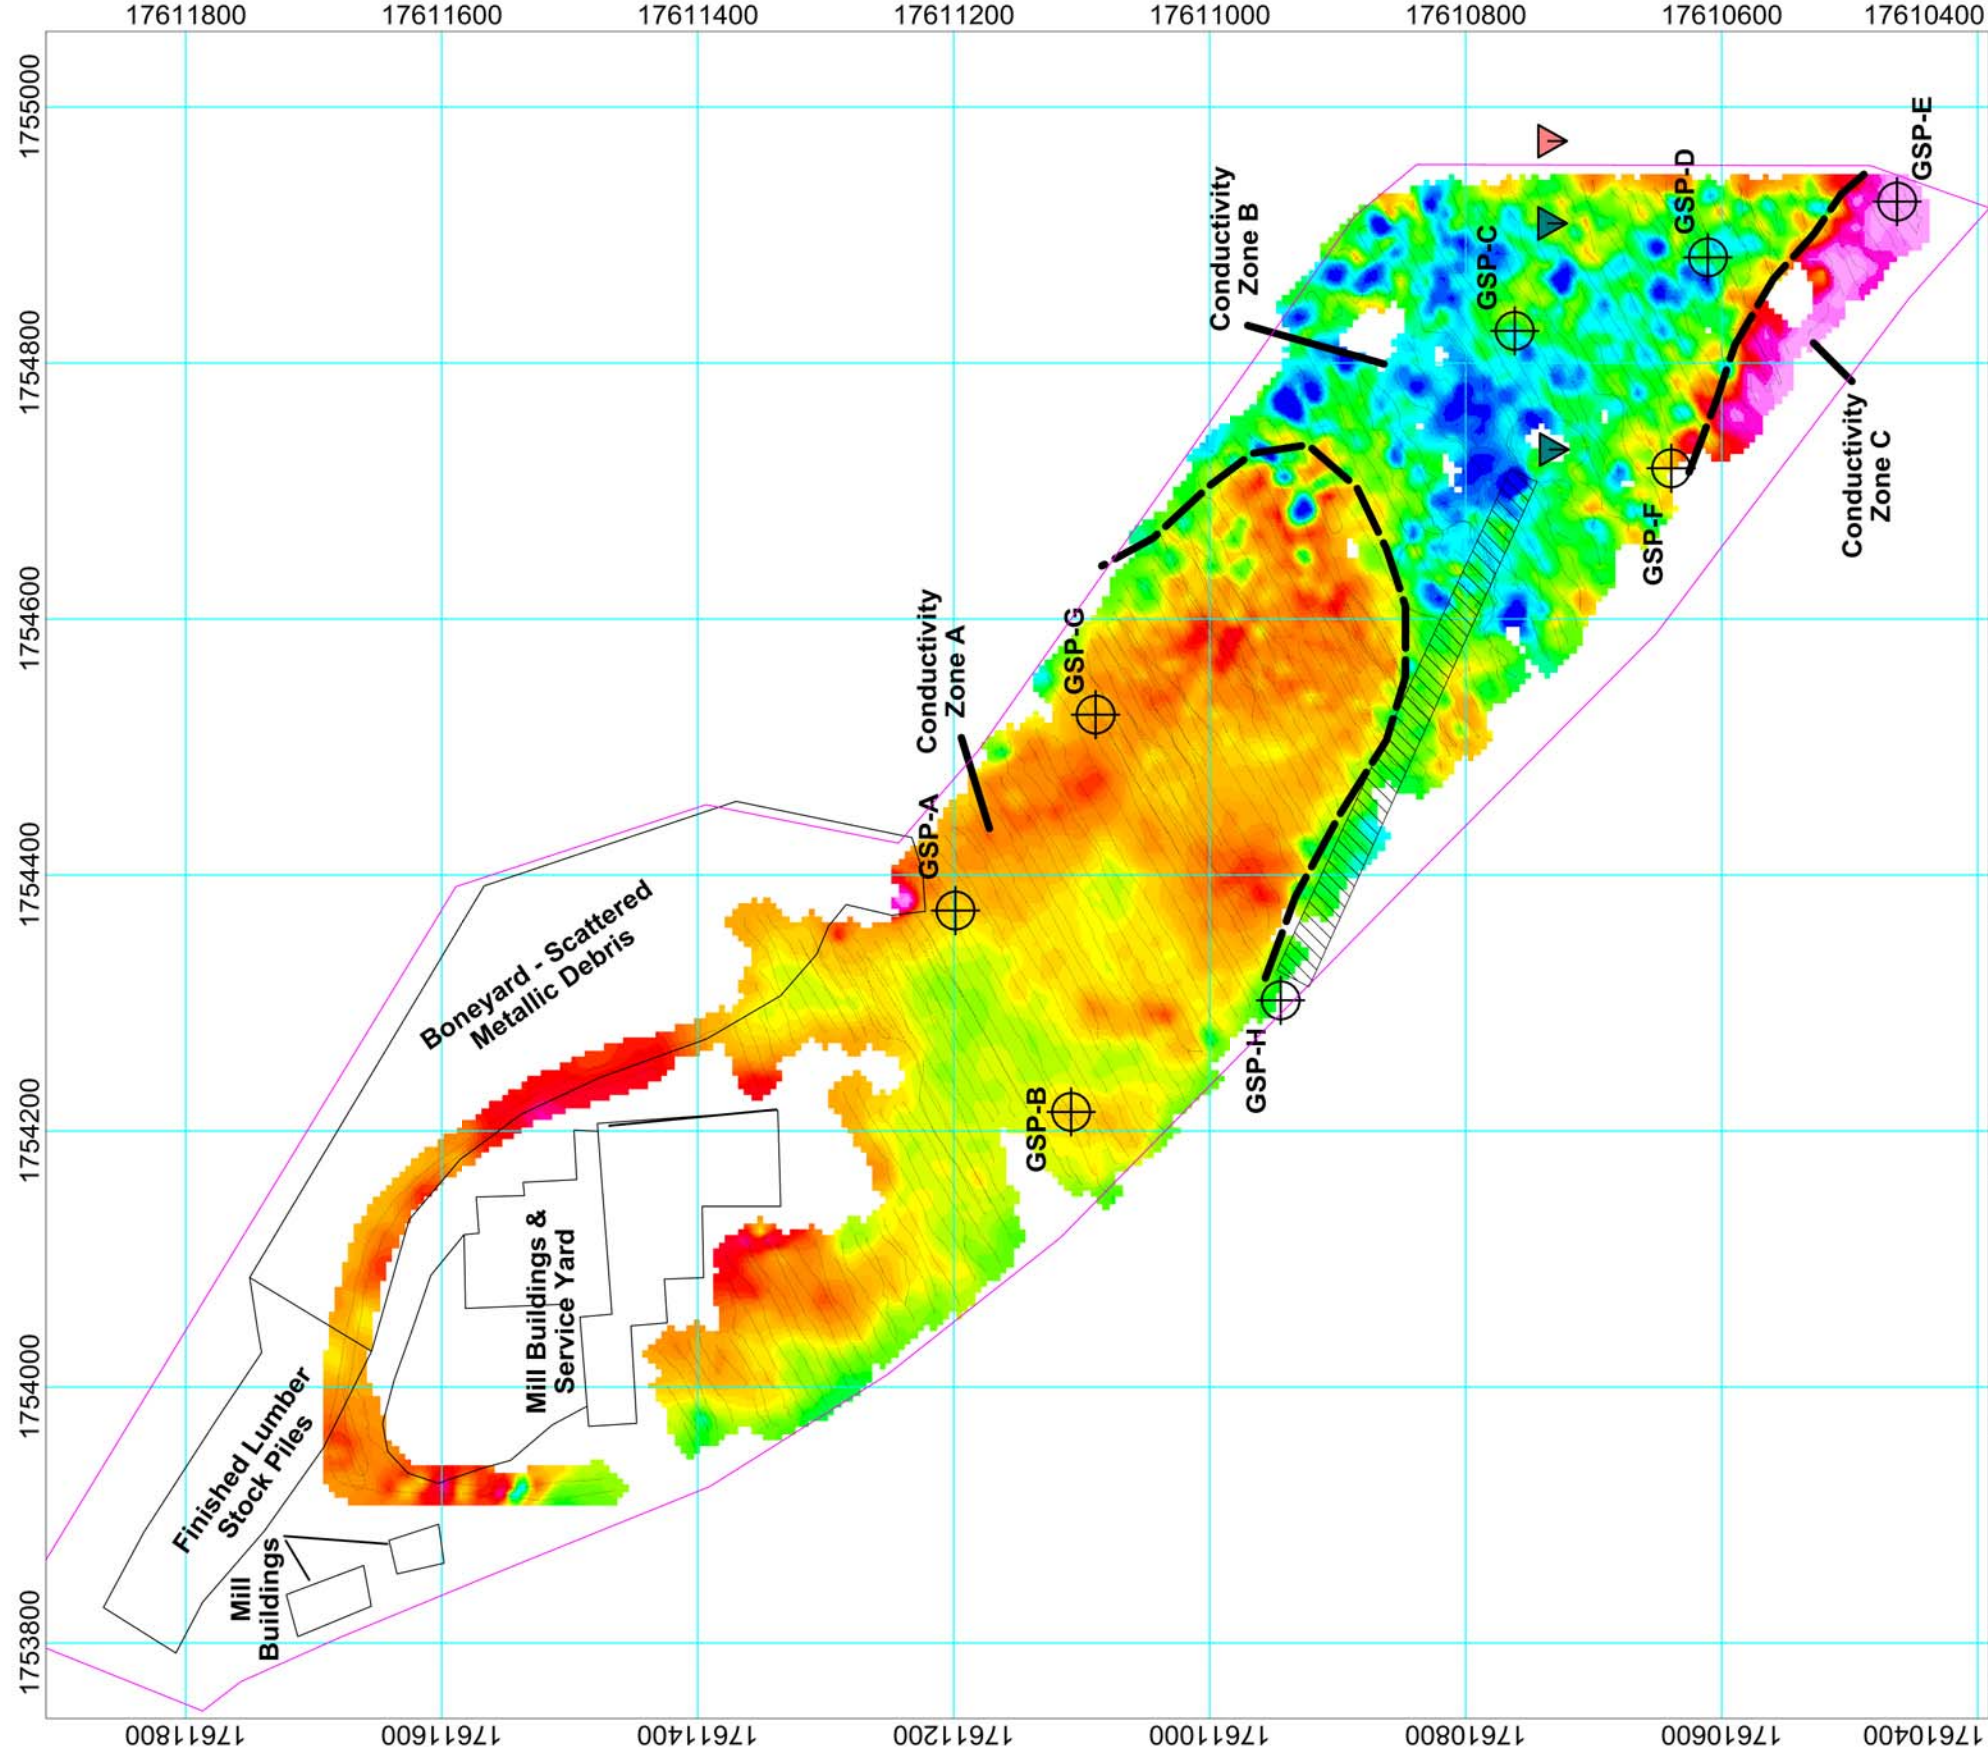 17611800 17611600 17611400 17611200 17611000 17610800 17610600 17610400
1755000
1754800
1754600
1754400
1754200
1754000
1753800
Conductivity
Zone B
GSP-C
GSP-D
GSP-E
Conductivity
Zone A
GSP-G
GSP-F
Conductivity
Zone C
GSP-A
Boneyard - Scattered
Metallic Debris
GSP-H
GSP-B
Mill Buildings &
Service Yard
Finished Lumber
Stock Piles
Mill
Buildings
17611800 17611600 17611400 17611200 17611000 17610800 17610600 17610400